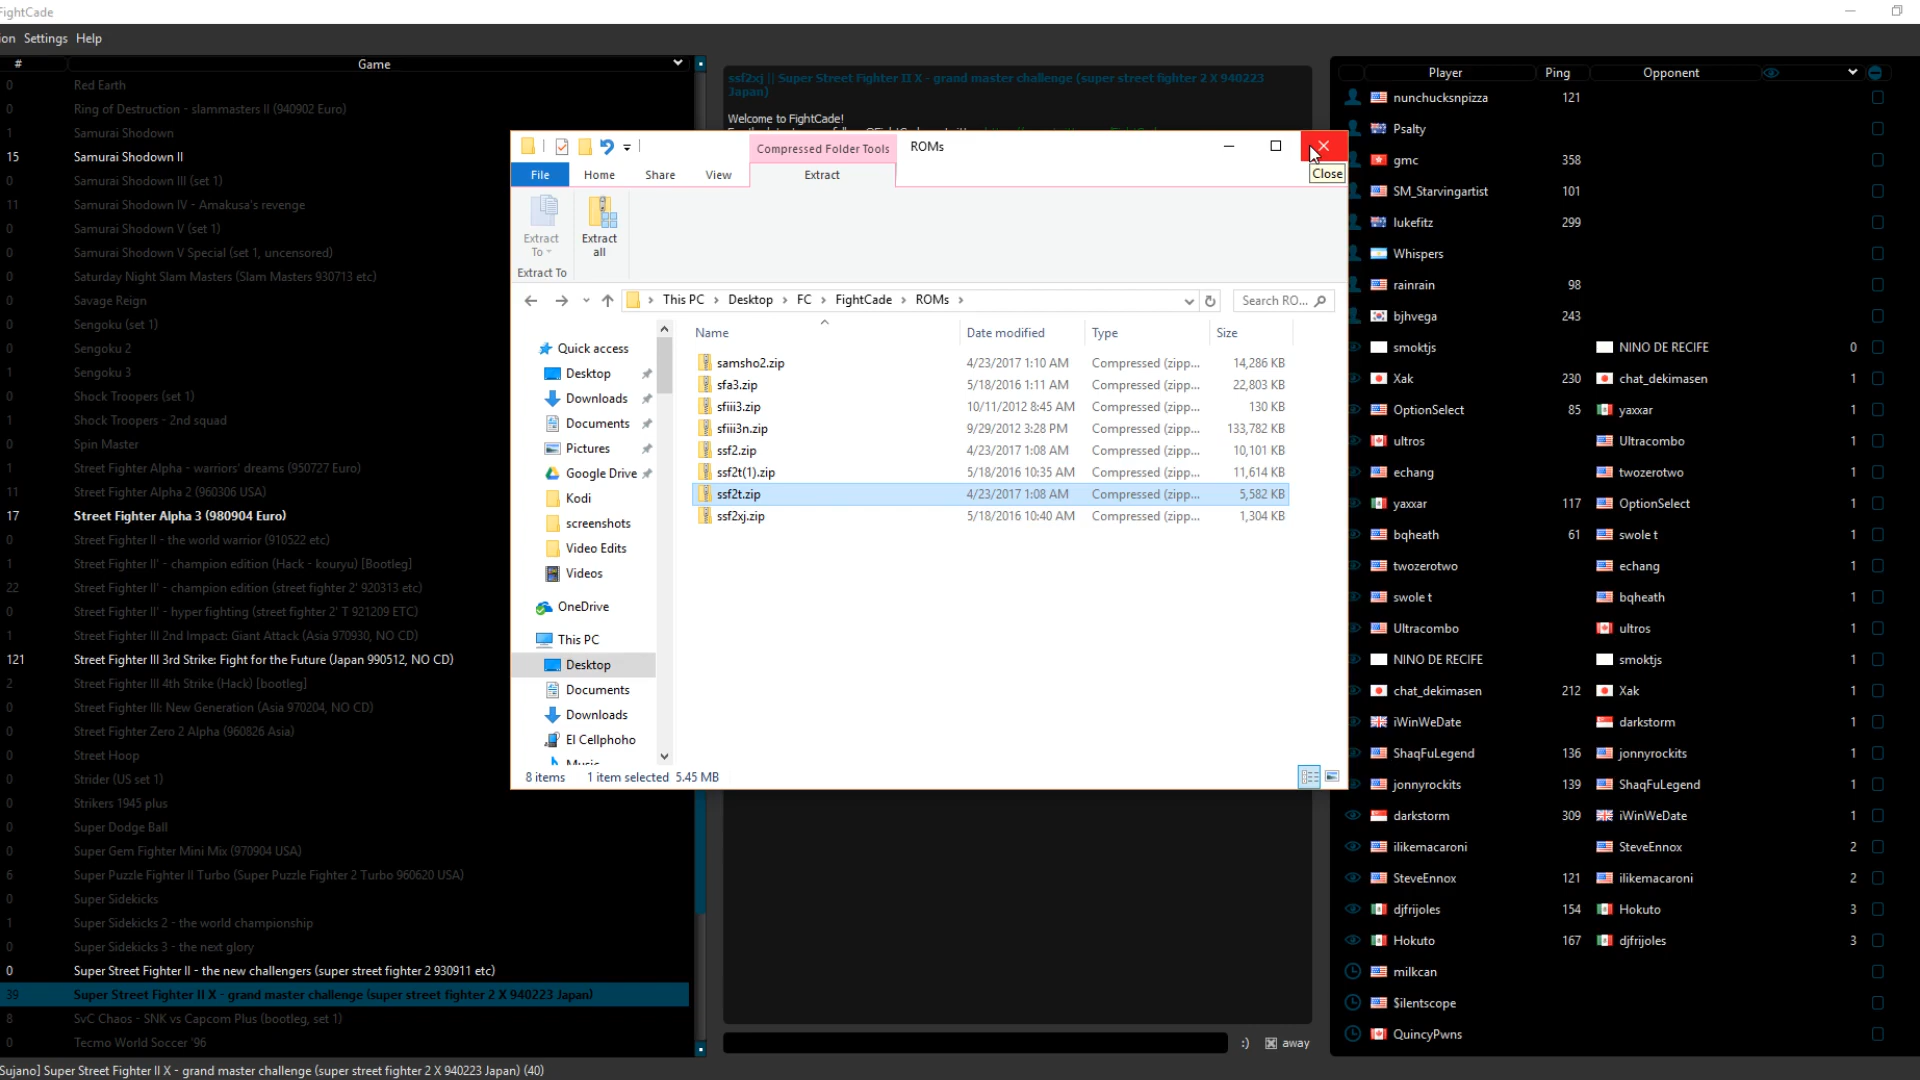 FightCade
ion Settings Help
# Game
0 Red Earth
0 Ring of Destruction - slammasters II (940902 Euro)
1 Samurai Shodown
15 Samurai Shodown II
0 Samurai Shodown III (set 1)
11 Samurai Shodown IV - Amakusa's revenge
0 Samurai Shodown V (set 1)
0 Samurai Shodown V Special (set 1, uncensored)
0 Saturday Night Slam Masters (Slam Masters 930713 etc)
0 Savage Reign
0 Sengoku (set 1)
0 Sengoku 2
1 Sengoku 3
0 Shock Troopers (set 1)
1 Shock Troopers - 2nd squad
0 Spin Master
1 Street Fighter Alpha - warriors' dreams (950727 Euro)
11 Street Fighter Alpha 2 (960306 USA)
17 Street Fighter Alpha 3 (980904 Euro)
0 Street Fighter II - the world warrior (910522 etc)
1 Street Fighter II' - champion edition (Hack - kouryu) [Bootleg]
22 Street Fighter II' - champion edition (street fighter 2' 920313 etc)
0 Street Fighter II' - hyper fighting (street fighter 2' T 921209 ETC)
1 Street Fighter III 2nd Impact: Giant Attack (Asia 970930, NO CD)
121 Street Fighter III 3rd Strike: Fight for the Future (Japan 990512, NO CD)
2 Street Fighter III 4th Strike (Hack) [bootleg]
0 Street Fighter III: New Generation (Asia 970204, NO CD)
0 Street Fighter Zero 2 Alpha (960826 Asia)
0 Street Hoop
0 Strider (US set 1)
0 Strikers 1945 plus
0 Super Dodge Ball
0 Super Gem Fighter Mini Mix (970904 USA)
6 Super Puzzle Fighter II Turbo (Super Puzzle Fighter 2 Turbo 960620 USA)
0 Super Sidekicks
1 Super Sidekicks 2 - the world championship
0 Super Sidekicks 3 - the next glory
0 Super Street Fighter II - the new challengers (super street fighter 2 930911 etc)
39 Super Street Fighter II X - grand master challenge (super street fighter 2 X 940223 Japan)
8 SvC Chaos - SNK vs Capcom Plus (bootleg, set 1)
0 Tecmo World Soccer '96
Sujano] Super Street Fighter II X - grand master challenge (super street fighter 2 X 940223 Japan) (40)
ssf2xj || Super Street Fighter II X - grand master challenge (super street fighter 2 X 940223
Japan)
Welcome to FightCade!
Compressed Folder Tools ROMs
Close
File Home Share View Extract
Extract
To
Extract
all
Extract To
This PC Desktop FC FightCade ROMs Search RO...
Name Date modified Type Size
samsho2.zip 4/23/2017 1:10 AM Compressed (zipp... 14,286 KB
sfa3.zip 5/18/2016 1:11 AM Compressed (zipp... 22,803 KB
sfiii3.zip 10/11/2012 8:45 AM Compressed (zipp... 130 KB
sfiii3n.zip 9/29/2012 3:28 PM Compressed (zipp... 133,782 KB
ssf2.zip 4/23/2017 1:08 AM Compressed (zipp... 10,101 KB
ssf2t(1).zip 5/18/2016 10:35 AM Compressed (zipp... 11,614 KB
ssf2t.zip 4/23/2017 1:08 AM Compressed (zipp... 5,582 KB
ssf2xj.zip 5/18/2016 10:40 AM Compressed (zipp... 1,304 KB
Quick access
Desktop
Downloads
Documents
Pictures
Google Drive
Kodi
screenshots
Video Edits
Videos
OneDrive
This PC
Desktop
Documents
Downloads
El Cellphoho
Music
8 items 1 item selected 5.45 MB
:) away
Player Ping Opponent
nunchucksnpizza 121
Psalty
gmc 358
SM_Starvingartist 101
lukefitz 299
Whispers
rainrain 98
bjhvega 243
smoktjs NINO DE RECIFE 0
Xak 230 chat_dekimasen 1
OptionSelect 85 yaxxar 1
ultros Ultracombo 1
echang twozerotwo 1
yaxxar 117 OptionSelect 1
bqheath 61 swole t 1
twozerotwo echang 1
swole t bqheath 1
Ultracombo ultros 1
NINO DE RECIFE smoktjs 1
chat_dekimasen 212 Xak 1
iWinWeDate darkstorm 1
ShaqFuLegend 136 jonnyrockits 1
jonnyrockits 139 ShaqFuLegend 1
darkstorm 309 iWinWeDate 1
ilikemacaroni SteveEnnox 2
SteveEnnox 121 ilikemacaroni 2
djfrijoles 154 Hokuto 3
Hokuto 167 djfrijoles 3
milkcan
$ilentscope
QuincyPwns